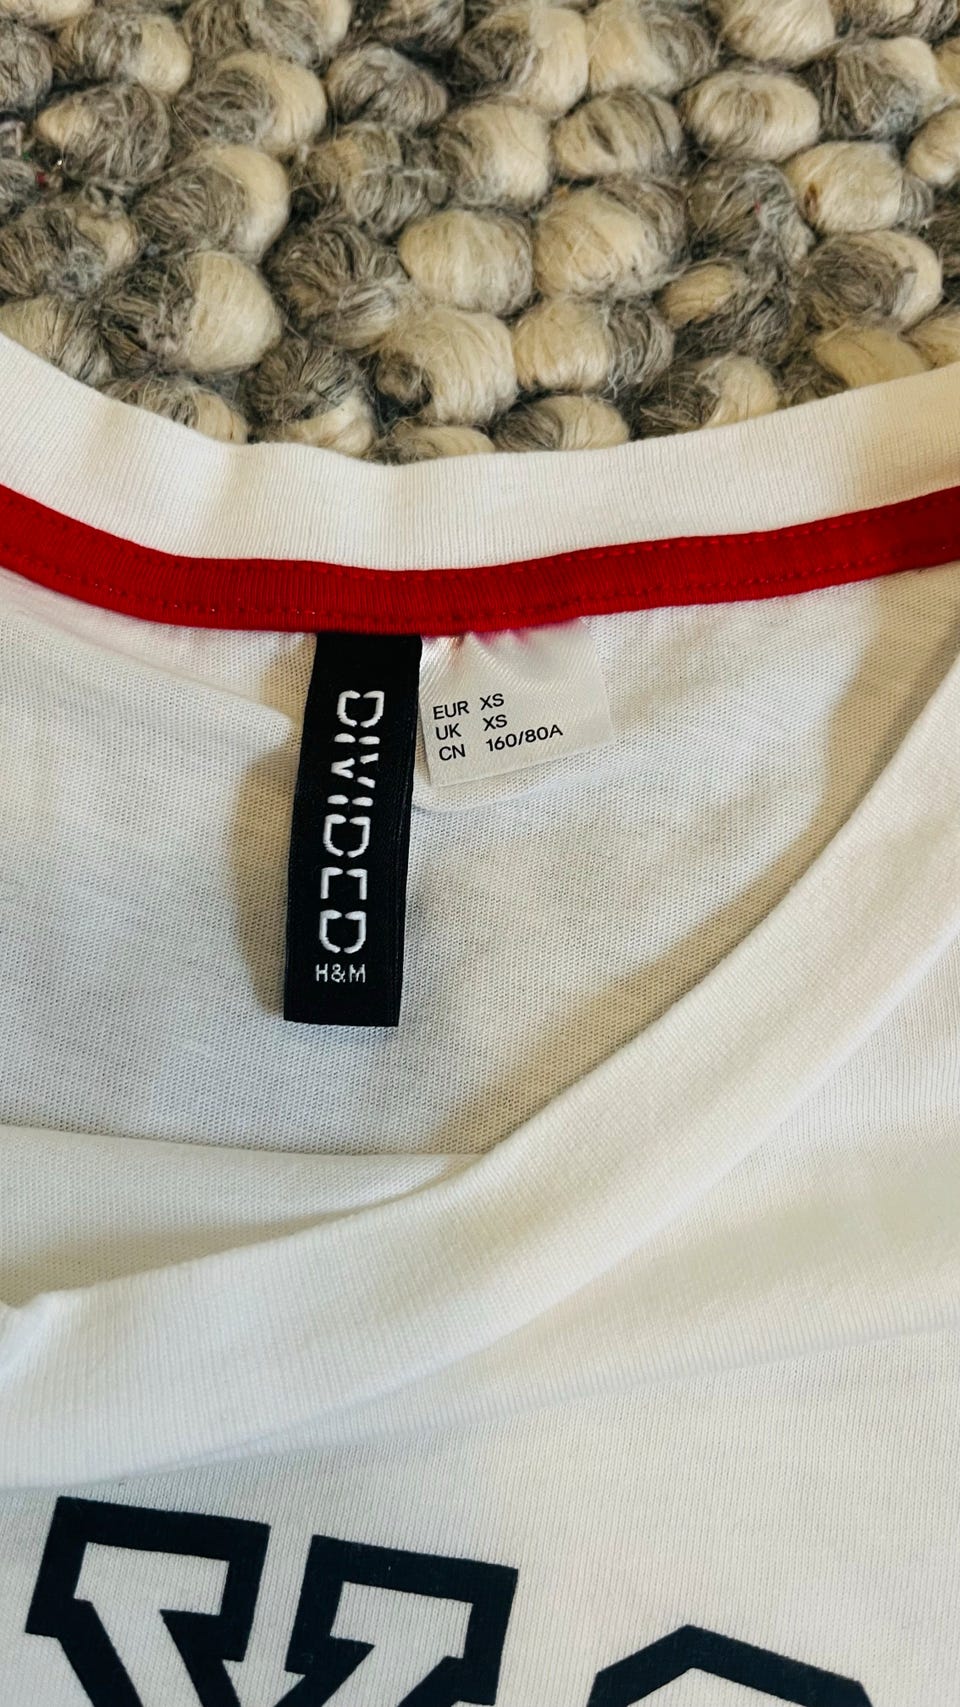 DIVIDED
H&M
EUR XS
UK XS
CN 160/80A